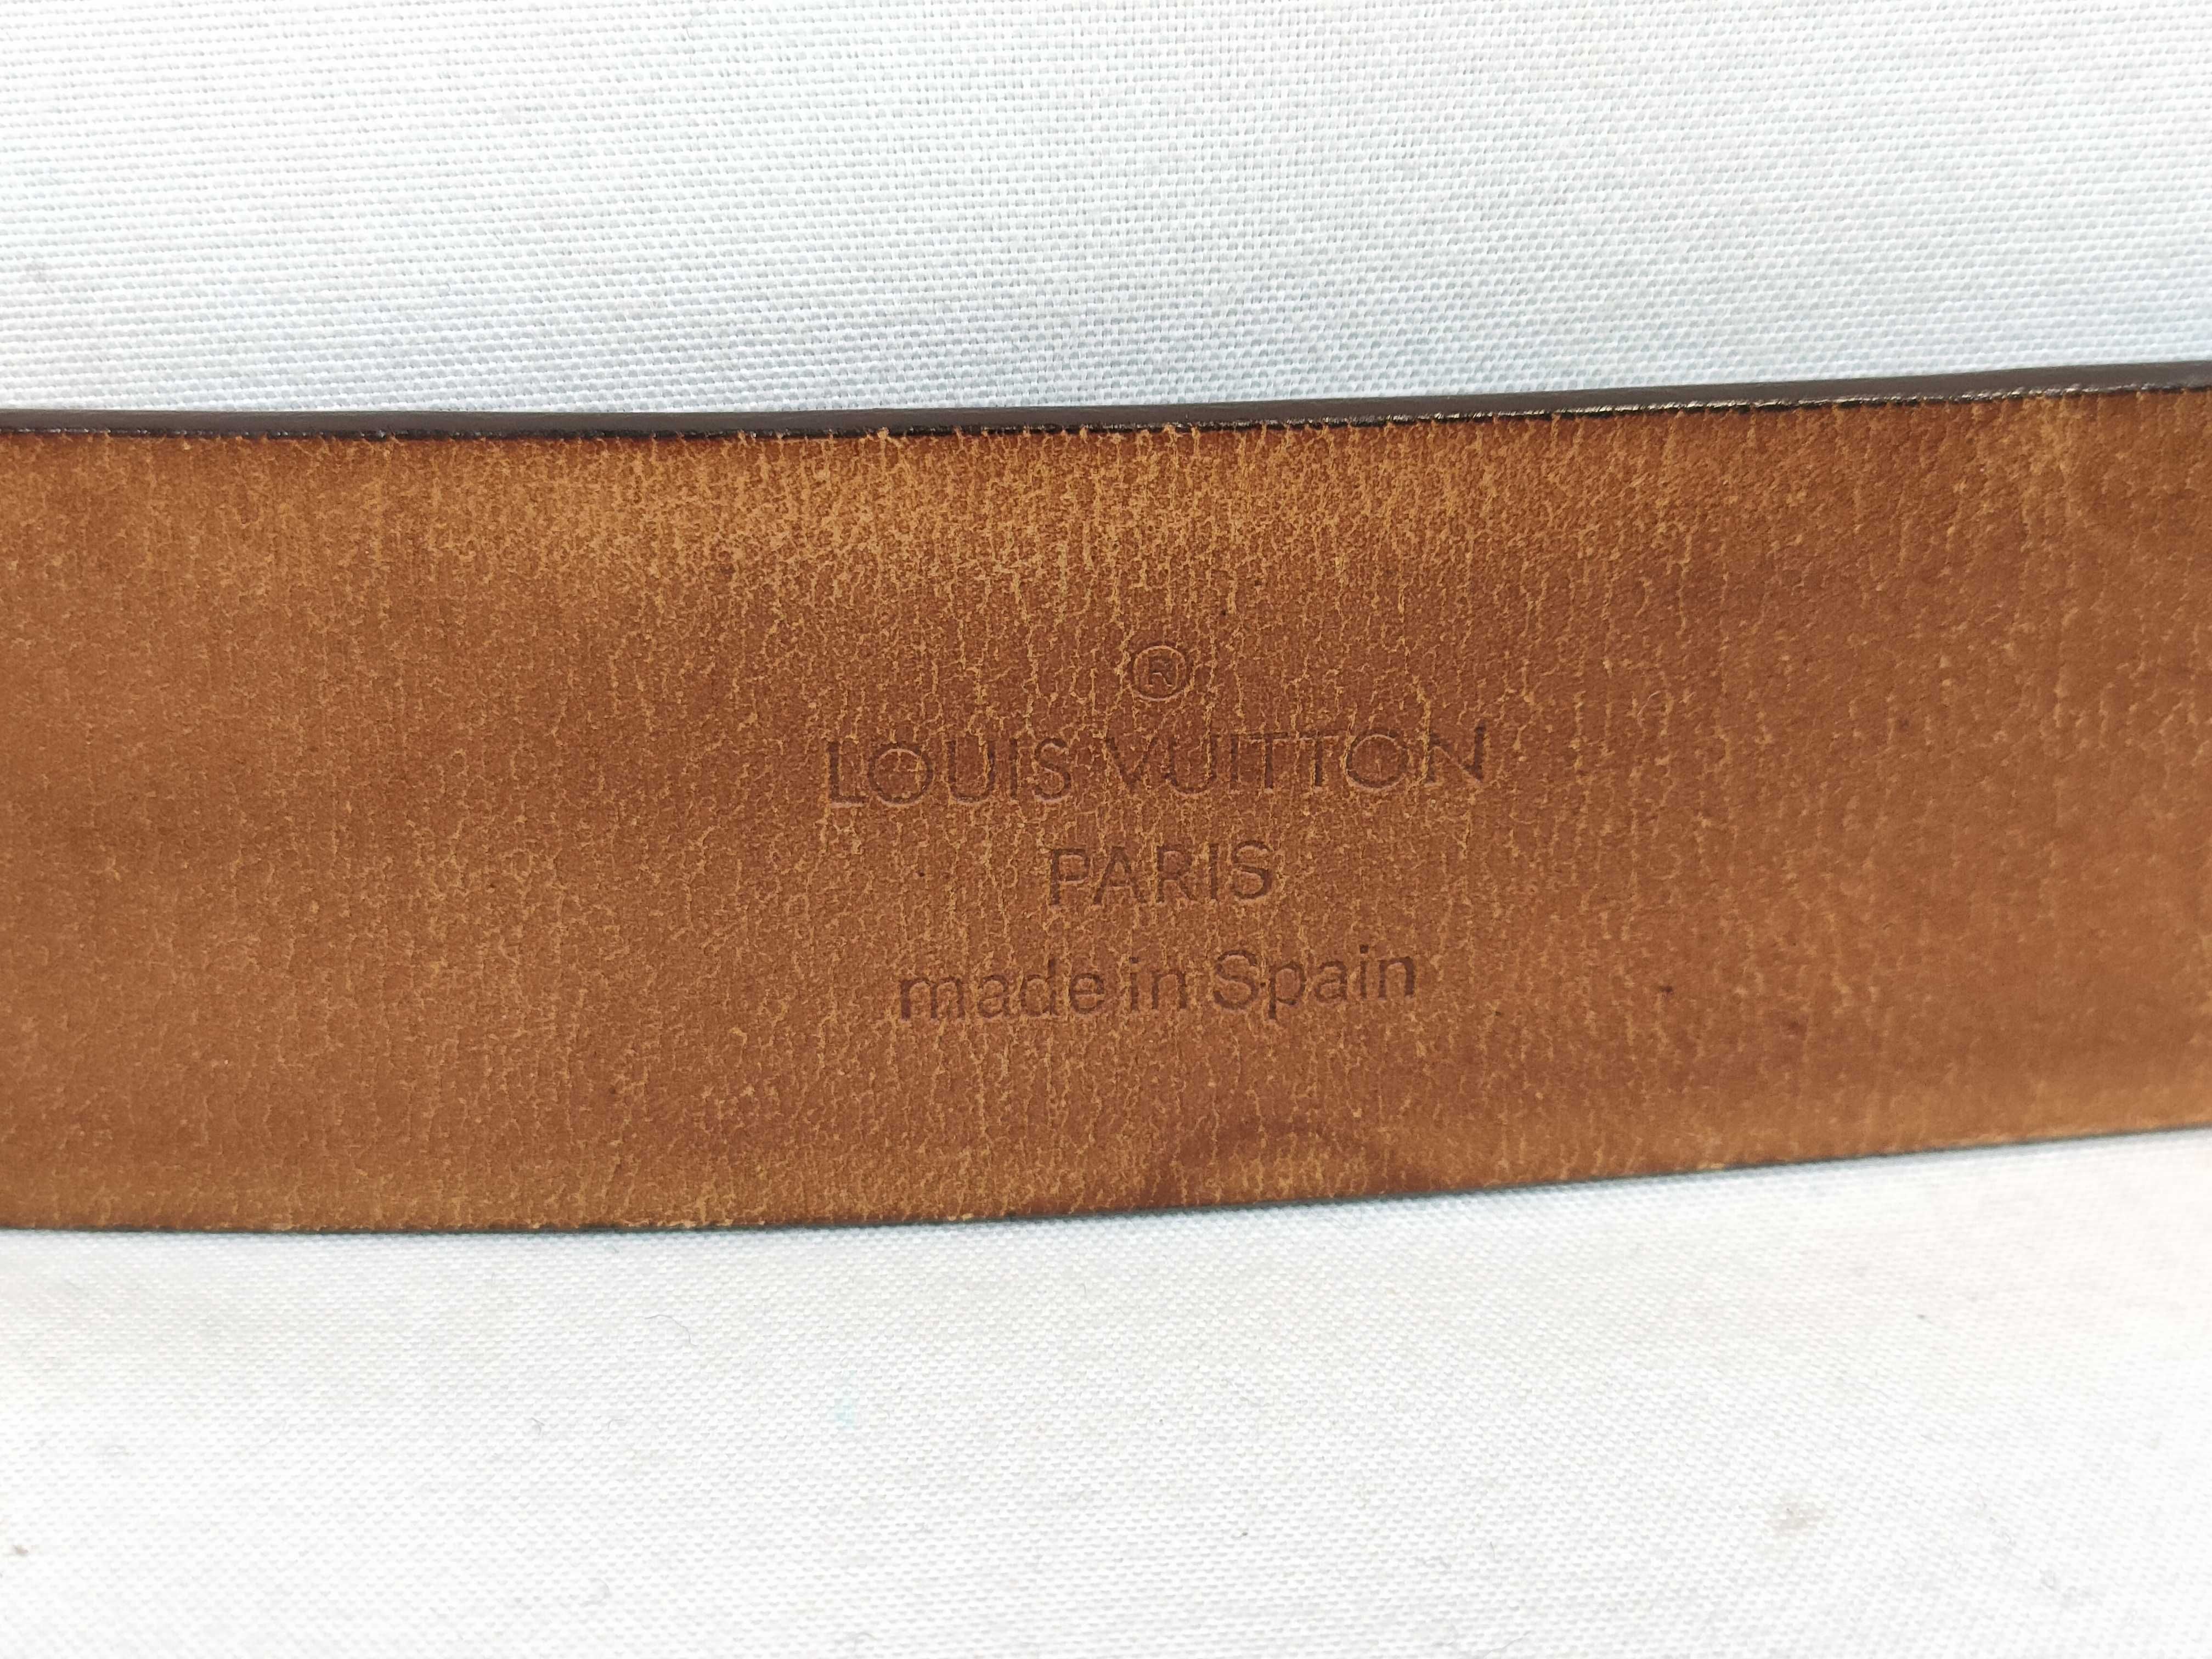 ®
LOUIS VUITTON
PARIS
made in Spain